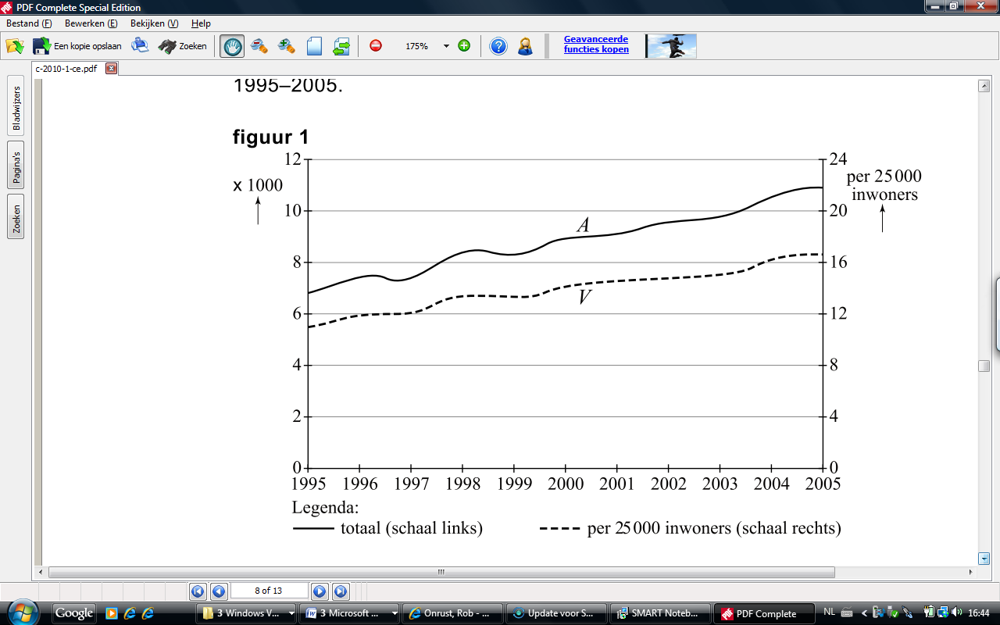 PDF Complete Special Edition
Bestand (F) Bewerken (E) Bekijken (V) Help
Een kopie opslaan Zoeken 175% Geavanceerde
functies kopen
c-2010-1-ce.pdf
Bladwijzers
Pagina's
Zoeken
1995–2005.
figuur 1
12 24
x 1000 per 25 000
inwoners
10 20
A
8 16
V
6 12
4 8
2 4
0 0
1995 1996 1997 1998 1999 2000 2001 2002 2003 2004 2005
Legenda:
totaal (schaal links) per 25 000 inwoners (schaal rechts)
8 of 13
Google 3 Windows V... 3 Microsoft ... Onrust, Rob - ... Update voor S... SMART Noteb... PDF Complete NL 16:44